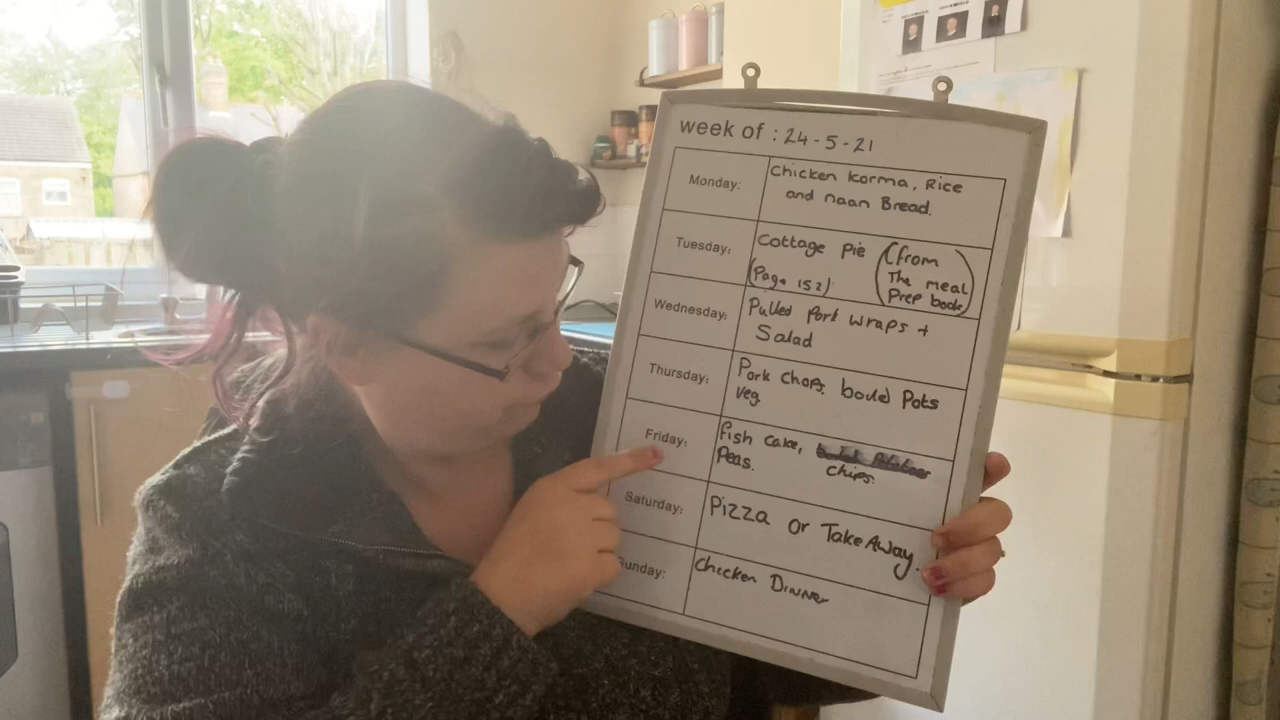 week of : 24-5-21
Monday:
Chicken Korma, Rice
and naan Bread.
Tuesday:
Cottage Pie (from
The meal
Prep book)
(Page 152)
Wednesday:
Pulled Pork wraps +
Salad
Thursday:
Pork Chops. boiled Pots
veg
Friday:
fish cake,
chips.
Peas.
Saturday:
Pizza or Take Away.
Sunday:
Chicken Dinner